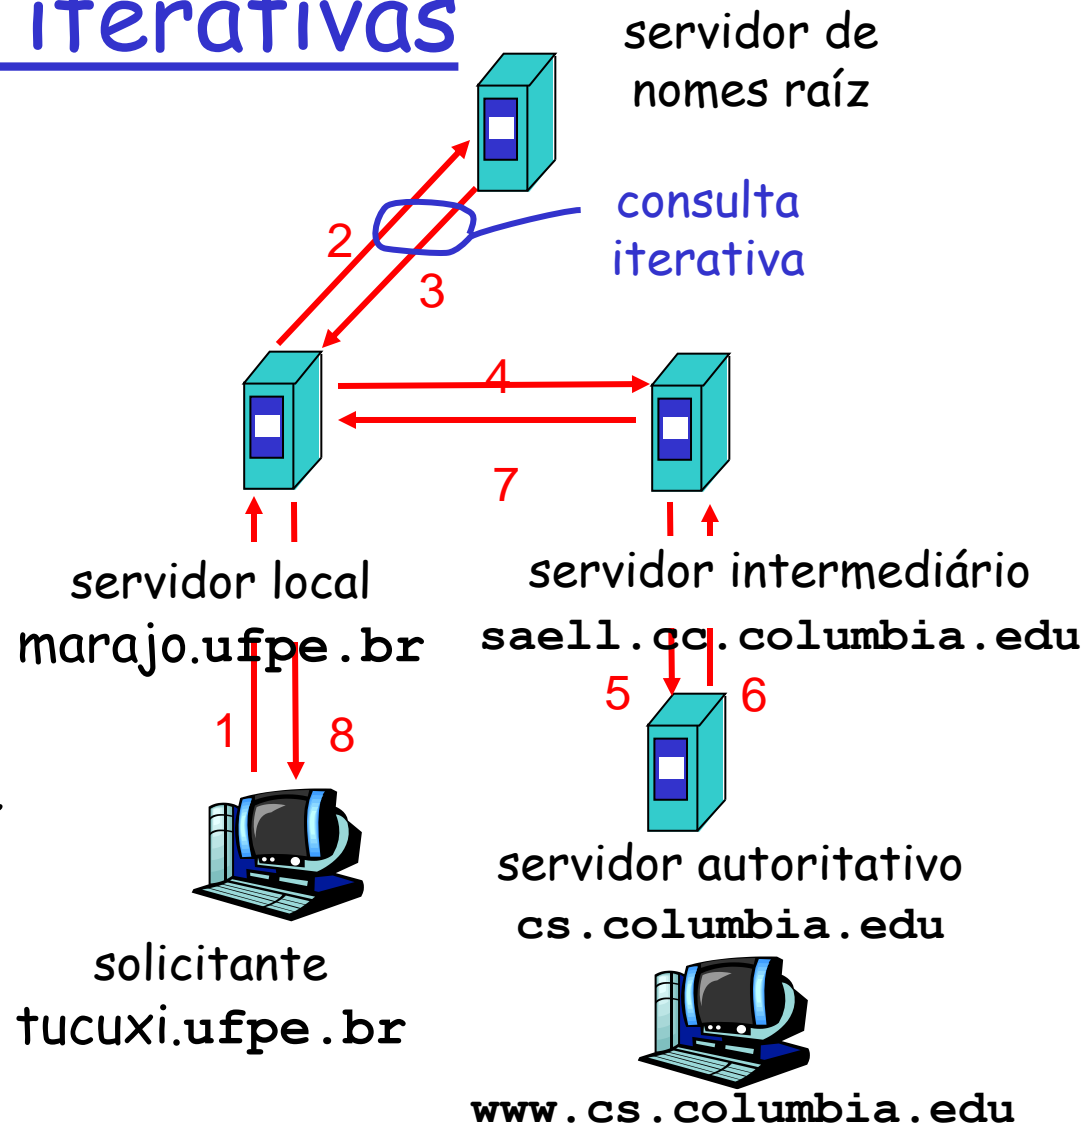 iterativas
servidor de
nomes raíz
consulta
iterativa
2
3
4
7
servidor local
marajo.ufpe.br
servidor intermediário
saell.cc.columbia.edu
5
6
1
8
servidor autoritativo
cs.columbia.edu
solicitante
tucuxi.ufpe.br
www.cs.columbia.edu